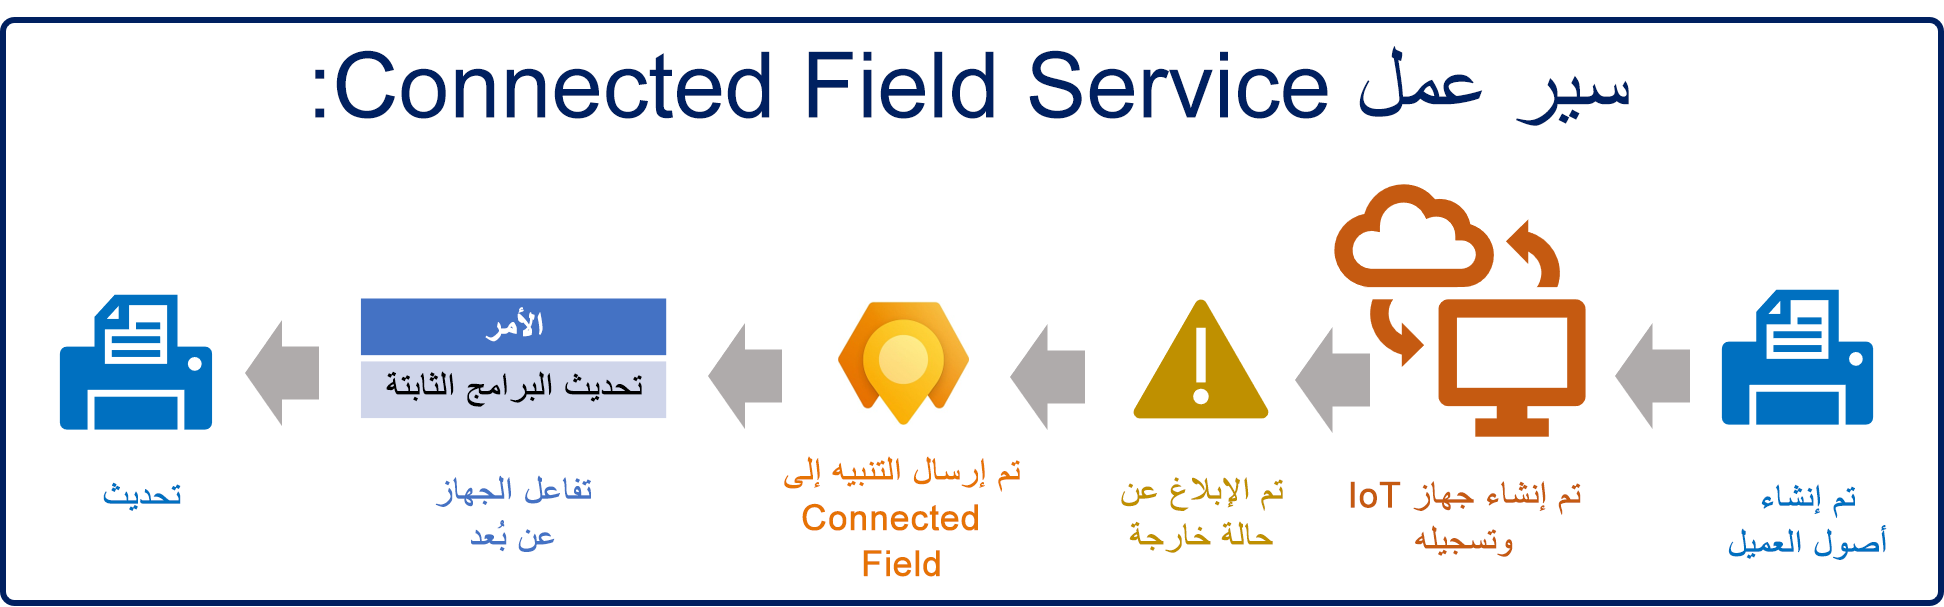 سير عمل Connected Field Service:
تم إنشاء
أصول العميل
تم إنشاء جهاز IoT
وتسجيله
تم الإبلاغ عن
حالة خارجة
تم إرسال التنبيه إلى
Connected
Field
الأمر
تحديث البرامج الثابتة
تفاعل الجهاز
عن بُعد
تحديث